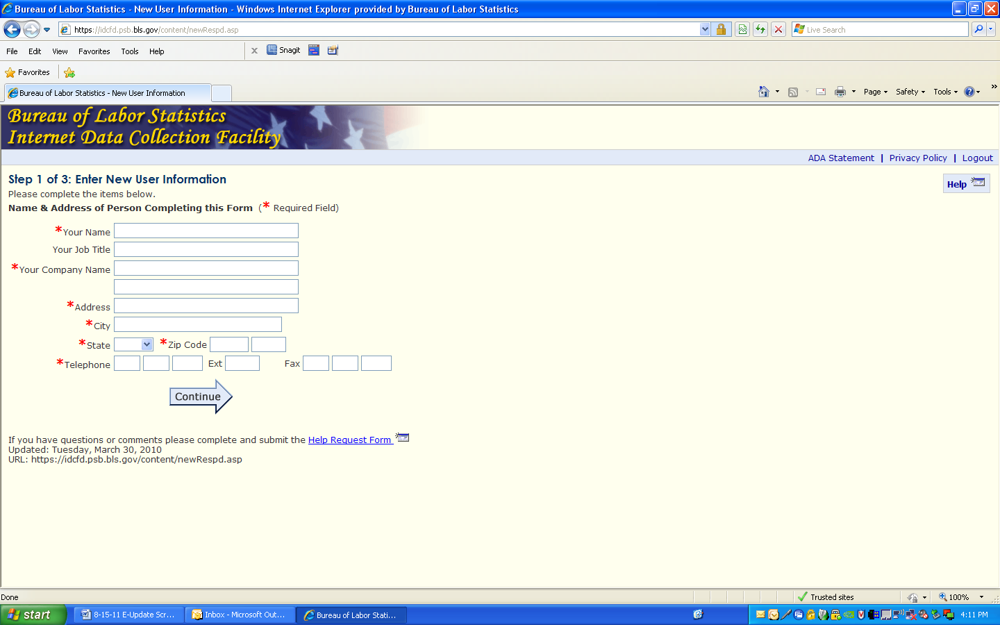 Bureau of Labor Statistics - New User Information - Windows Internet Explorer provided by Bureau of Labor Statistics
https://idcfd.psb.bls.gov/content/newRespd.asp
Live Search
File Edit View Favorites Tools Help
x Snagit
Favorites
Bureau of Labor Statistics - New User Information
Page Safety Tools »
Bureau of Labor Statistics
Internet Data Collection Facility
ADA Statement | Privacy Policy | Logout
Step 1 of 3: Enter New User Information
Help
Please complete the items below.
Name & Address of Person Completing this Form (* Required Field)
*Your Name
Your Job Title
*Your Company Name
*Address
*City
*State *Zip Code
*Telephone Ext Fax
Continue
If you have questions or comments please complete and submit the Help Request Form
Updated: Tuesday, March 30, 2010
URL: https://idcfd.psb.bls.gov/content/newRespd.asp
Done
Trusted sites
100%
start
8-15-11 E-Update Scr...
Inbox - Microsoft Out...
Bureau of Labor Stati...
4:11 PM